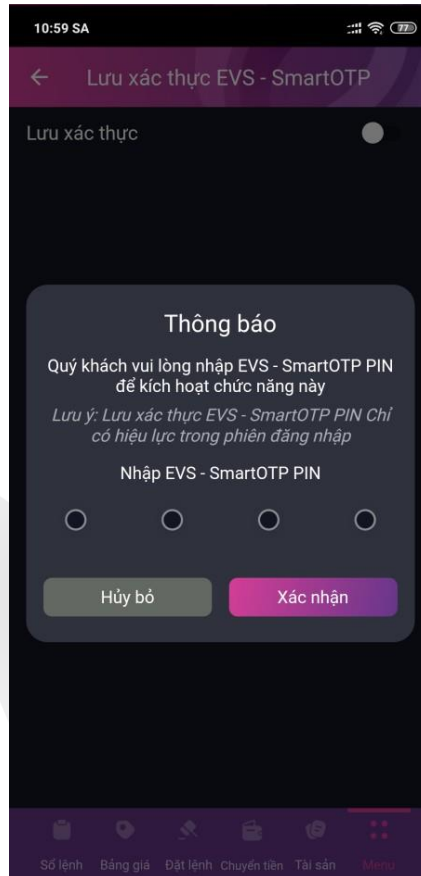 10:59 SA
77
Lưu xác thực EVS - SmartOTP
Lưu xác thực
Thông báo
Quý khách vui lòng nhập EVS - SmartOTP PIN
để kích hoạt chức năng này
Lưu ý: Lưu xác thực EVS - SmartOTP PIN Chỉ
có hiệu lực trong phiên đăng nhập
Nhập EVS - SmartOTP PIN
Hủy bỏ Xác nhận
Sổ lệnh Bảng giá Đặt lệnh Chuyển tiền Tài sản Menu